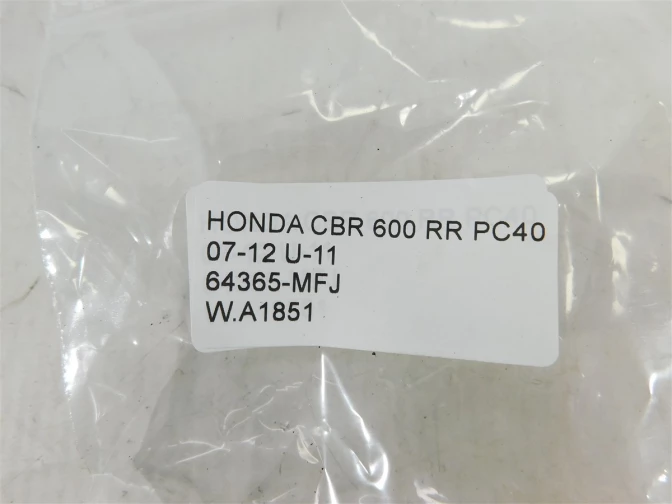 HONDA CBR 600 RR PC40
07-12 U-11
64365-MFJ
W.A1851